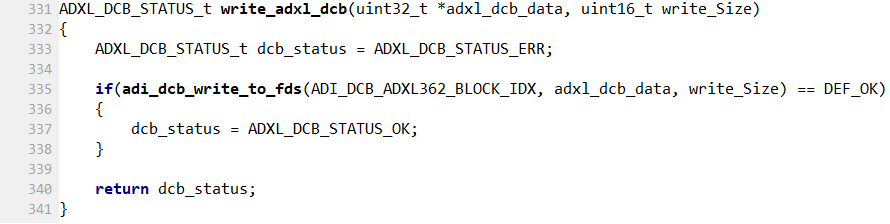 331 ADXL_DCB_STATUS_t write_adxl_dcb(uint32_t *adxl_dcb_data, uint16_t write_Size)
332 {
333     ADXL_DCB_STATUS_t dcb_status = ADXL_DCB_STATUS_ERR;
334
335     if(adi_dcb_write_to_fds(ADI_DCB_ADXL362_BLOCK_IDX, adxl_dcb_data, write_Size) == DEF_OK)
336     {
337         dcb_status = ADXL_DCB_STATUS_OK;
338     }
339
340     return dcb_status;
341 }